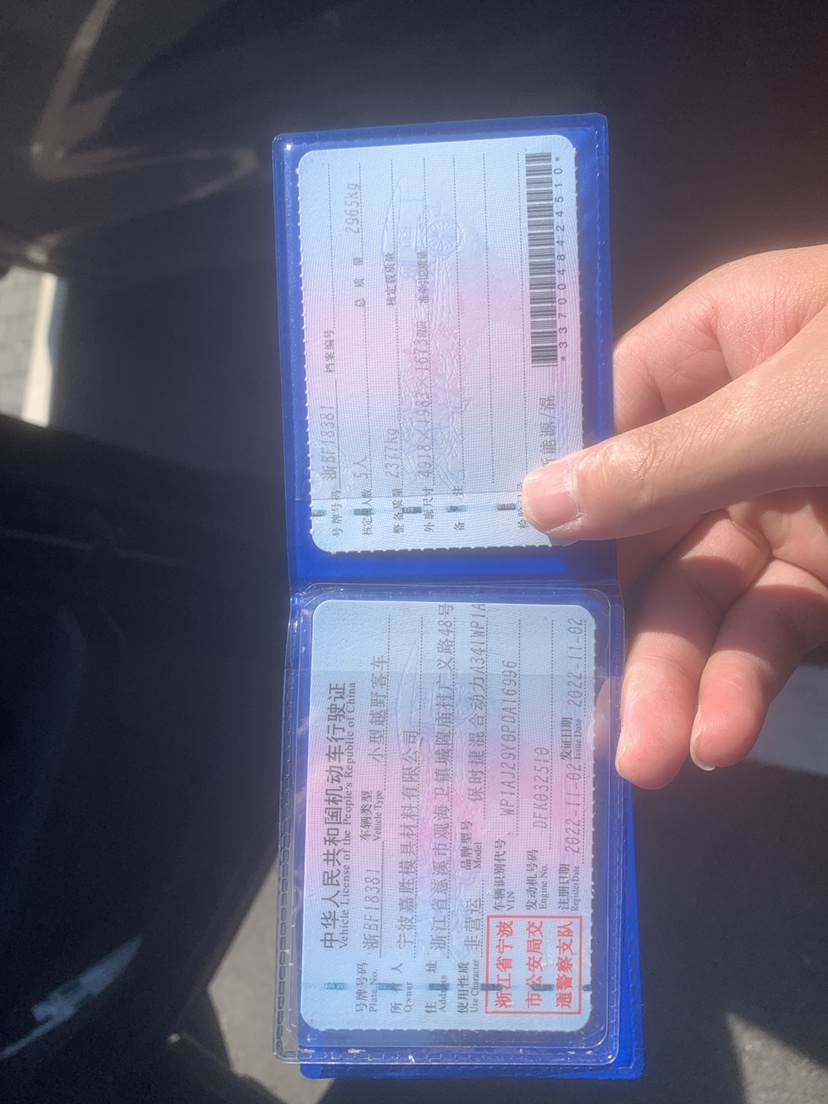 中华人民共和国机动车行驶证
Vehicle License of the People's Republic of China
号牌号码 浙BF18381 车辆类型 小型越野客车
Plate No. Vehicle Type
所有人 宁波嘉胜模具材料有限公司
Owner
住址 浙江省慈溪市观海卫镇城隍庙村广义路48号
Address
使用性质 非营运 品牌型号 保时捷混合动力A341WP1A
Use Character Model
浙江省宁波
市公安局交
通警察支队
车辆识别代号 WP1AJ29Y0PDA16996
VIN
发动机号码 DFK032510
Engine No.
注册日期 2022-11-02 发证日期 2022-11-02
Register Date Issue Date
号牌号码 浙BF18381 档案编号
核定载人数 5人 总质量 2965kg
整备质量 2377kg 核定载质量
外廓尺寸 4918×1983×1673mm 准牵引总质量
备注
检验记录 能源/混
*3370048424510*